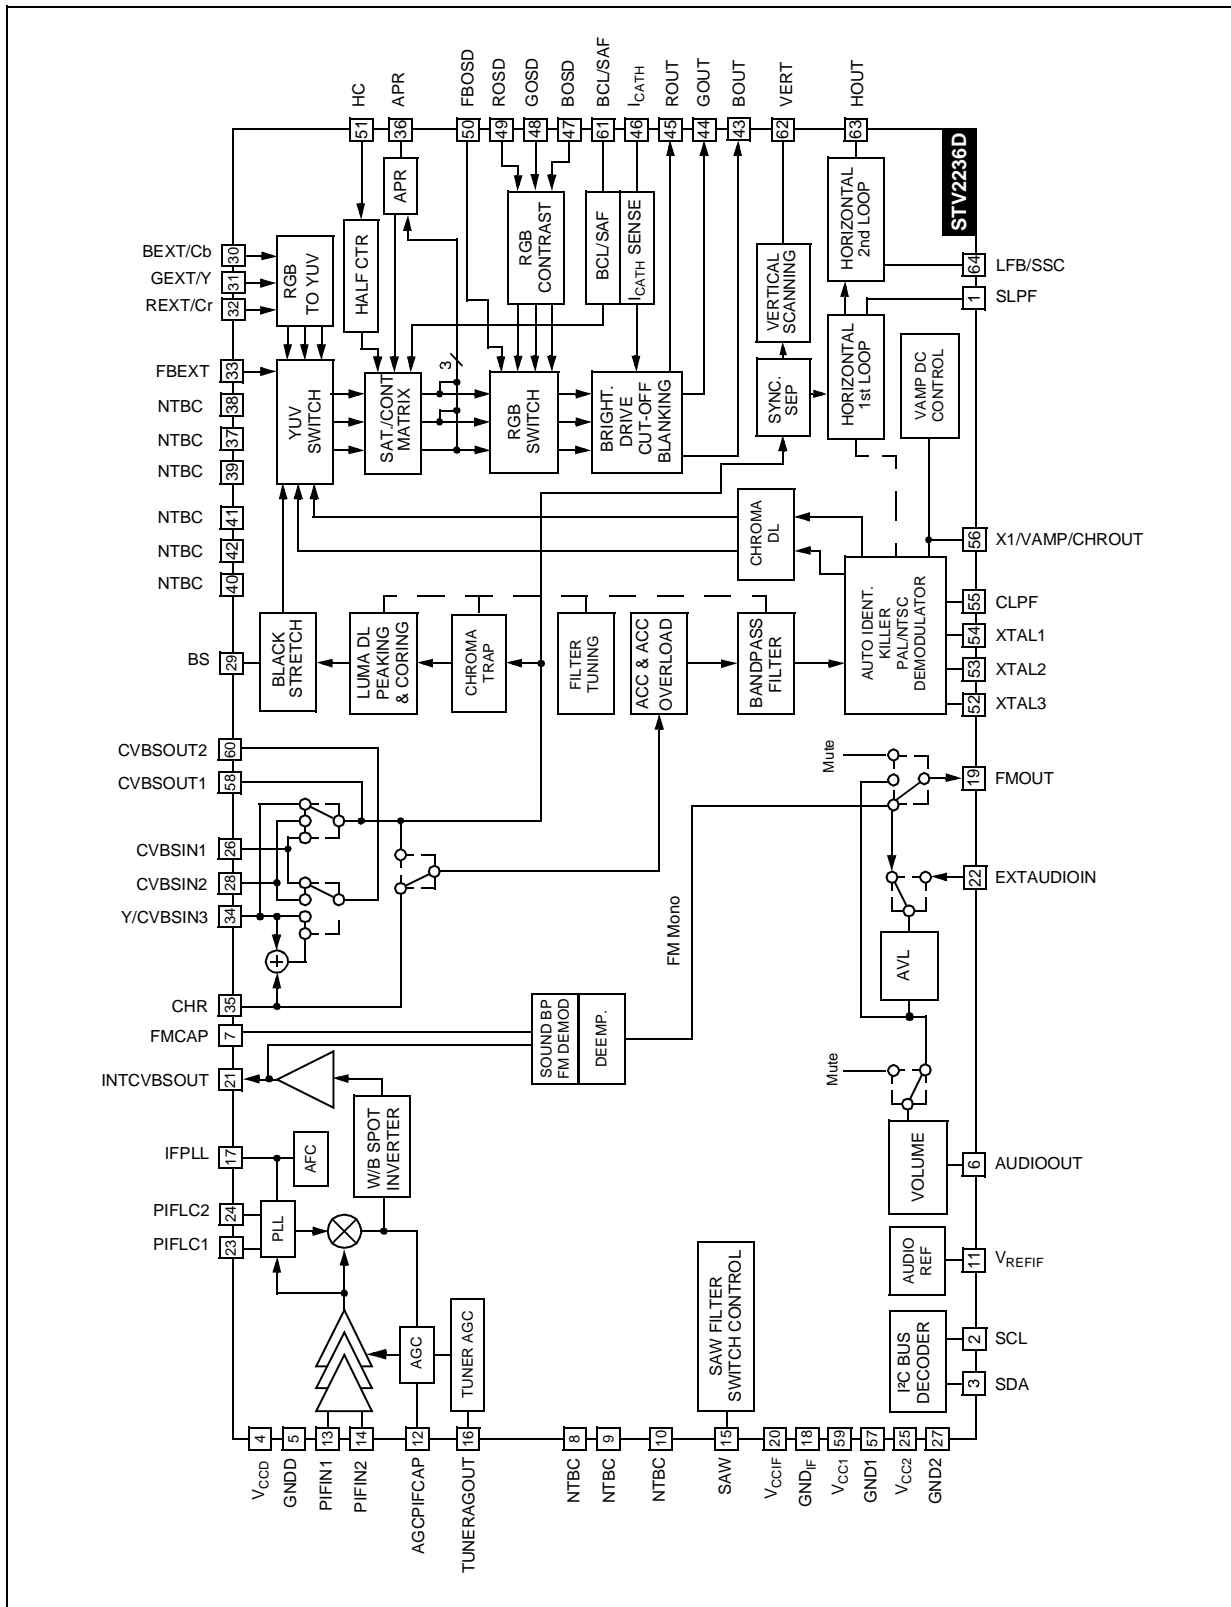 HC
APR
FBOSD
ROSD
GOSD
BOSD
BCL/SAF
ICATH
ROUT
GOUT
BOUT
VERT
HOUT
51
36
50
49
48
47
61
46
45
44
43
62
63
STV2236D
BEXT/Cb
30
GEXT/Y
31
REXT/Cr
32
FBEXT
33
NTBC
38
NTBC
37
NTBC
39
NTBC
41
NTBC
42
NTBC
40
BS
29
RGB
TO YUV
HALF CTR
APR
RGB
CONTRAST
BCL/SAF
ICATH SENSE
VERTICAL
SCANNING
HORIZONTAL
2nd LOOP
64
LFB/SSC
1
SLPF
YUV
SWITCH
SAT./CONT
MATRIX
3
RGB
SWITCH
BRIGHT.
DRIVE
CUT-OFF
BLANKING
SYNC.
SEP
HORIZONTAL
1st LOOP
VAMP DC
CONTROL
CHROMA
DL
56
X1/VAMP/CHROUT
55
CLPF
54
XTAL1
53
XTAL2
52
XTAL3
BLACK
STRETCH
LUMA DL
PEAKING
& CORING
CHROMA
TRAP
FILTER
TUNING
ACC & ACC
OVERLOAD
BANDPASS
FILTER
AUTO IDENT.
KILLER
PAL/NTSC
DEMODULATOR
CVBSOUT2
60
CVBSOUT1
58
CVBSIN1
26
CVBSIN2
28
Y/CVBSIN3
34
+
CHR
35
FMCAP
7
INTCVBSOUT
21
Mute
19
FMOUT
22
EXTAUDIOIN
FM Mono
AVL
SOUND BP
FM DEMOD
DEEMP.
Mute
W/B SPOT
INVERTER
IFPLL
17
AFC
PIFLC2
24
PIFLC1
23
PLL
VOLUME
6
AUDIOOUT
AUDIO
REF
11
VREFIF
AGC
TUNER AGC
SAW FILTER
SWITCH CONTROL
I²C BUS
DECODER
2
SCL
3
SDA
4
5
13
14
12
16
8
9
10
15
20
18
59
57
25
27
VCCD
GNDD
PIFIN1
PIFIN2
AGCPIFCAP
TUNERAGOUT
NTBC
NTBC
NTBC
SAW
VCCIF
GNDIF
VCC1
GND1
VCC2
GND2